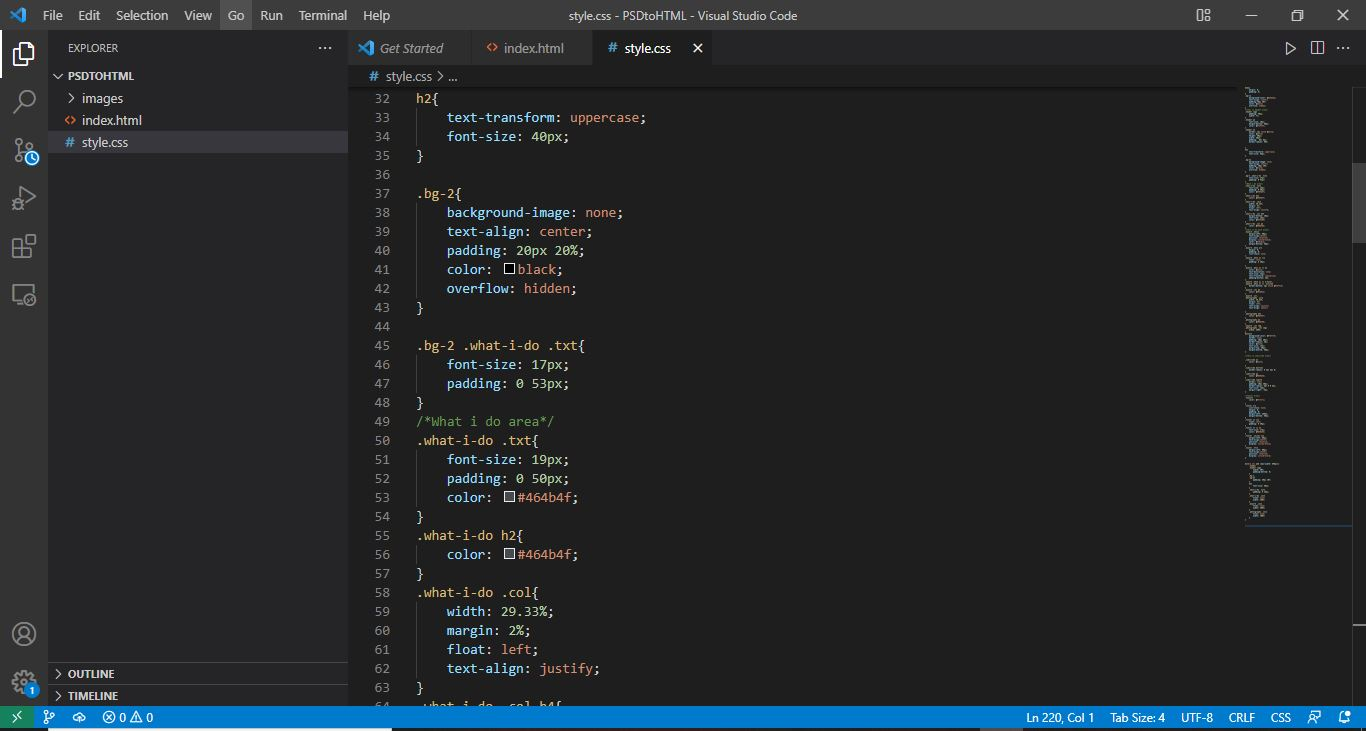 File Edit Selection View Go Run Terminal Help style.css - PSDtoHTML - Visual Studio Code
EXPLORER ...
Get Started <> index.html # style.css
PSDTOHTML
images
<> index.html
# style.css
# style.css > ...
32 h2{
33 text-transform: uppercase;
34 font-size: 40px;
35 }
36
37 .bg-2{
38 background-image: none;
39 text-align: center;
40 padding: 20px 20%;
41 color: black;
42 overflow: hidden;
43 }
44
45 .bg-2 .what-i-do .txt{
46 font-size: 17px;
47 padding: 0 53px;
48 }
49 /*What i do area*/
50 .what-i-do .txt{
51 font-size: 19px;
52 padding: 0 50px;
53 color: #464b4f;
54 }
55 .what-i-do h2{
56 color: #464b4f;
57 }
58 .what-i-do .col{
59 width: 29.33%;
60 margin: 2%;
61 float: left;
62 text-align: justify;
63 }
64 .what-i-do .col h4{
OUTLINE
TIMELINE
1
0 0 Ln 220, Col 1 Tab Size: 4 UTF-8 CRLF CSS